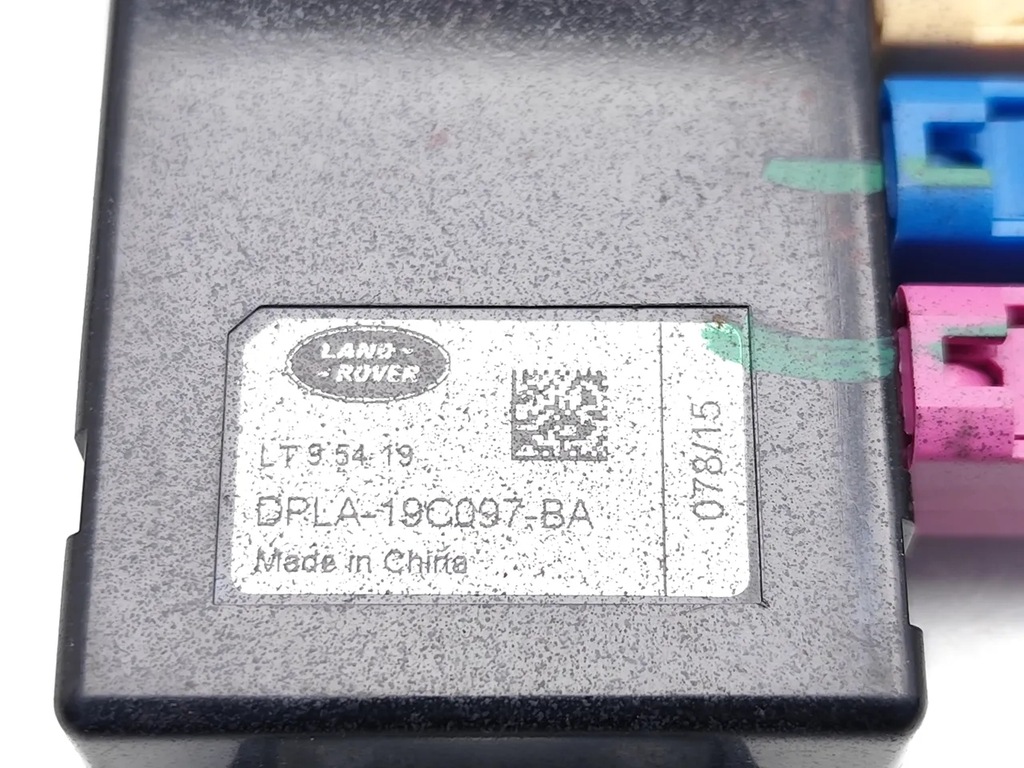 LAND-
-ROVER
LT 9 54 19
DPLA-19C097-BA
Made in China
078/15